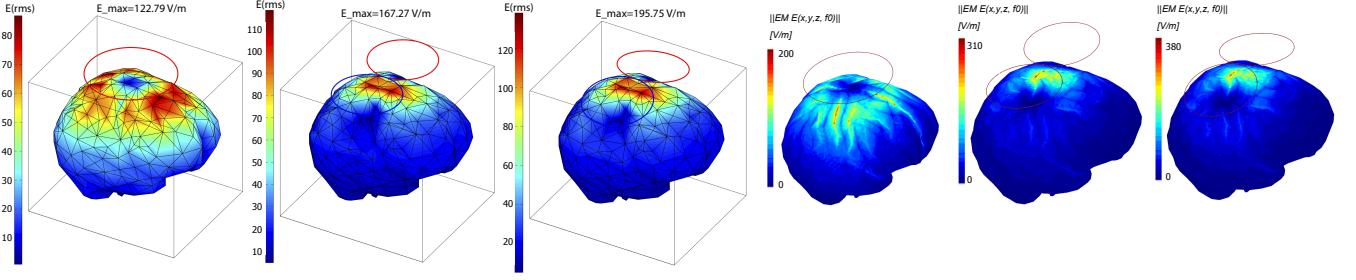 E(rms)
E_max=122.79 V/m
80
70
60
50
40
30
20
10
E(rms)
E_max=167.27 V/m
110
100
90
80
70
60
50
40
30
20
10
E(rms)
E_max=195.75 V/m
120
100
80
60
40
20
||EM E(x,y,z, f0)||
[V/m]
200
0
||EM E(x,y,z, f0)||
[V/m]
310
0
||EM E(x,y,z, f0)||
[V/m]
380
0